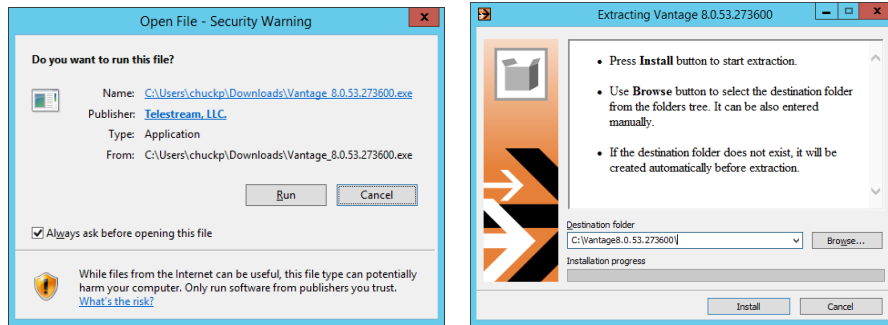 Open File - Security Warning
x
Do you want to run this file?
Name: C:\Users\chuckp\Downloads\Vantage_8.0.53.273600.exe
Publisher: Telestream, LLC.
Type: Application
From: C:\Users\chuckp\Downloads\Vantage_8.0.53.273600.exe
Run
Cancel
Always ask before opening this file
While files from the Internet can be useful, this file type can potentially
harm your computer. Only run software from publishers you trust.
What's the risk?
Extracting Vantage 8.0.53.273600
x
• Press Install button to start extraction.
• Use Browse button to select the destination folder
from the folders tree. It can be also entered
manually.
• If the destination folder does not exist, it will be
created automatically before extraction.
Destination folder
C:\Vantage8.0.53.273600\
Browse...
Installation progress
Install
Cancel